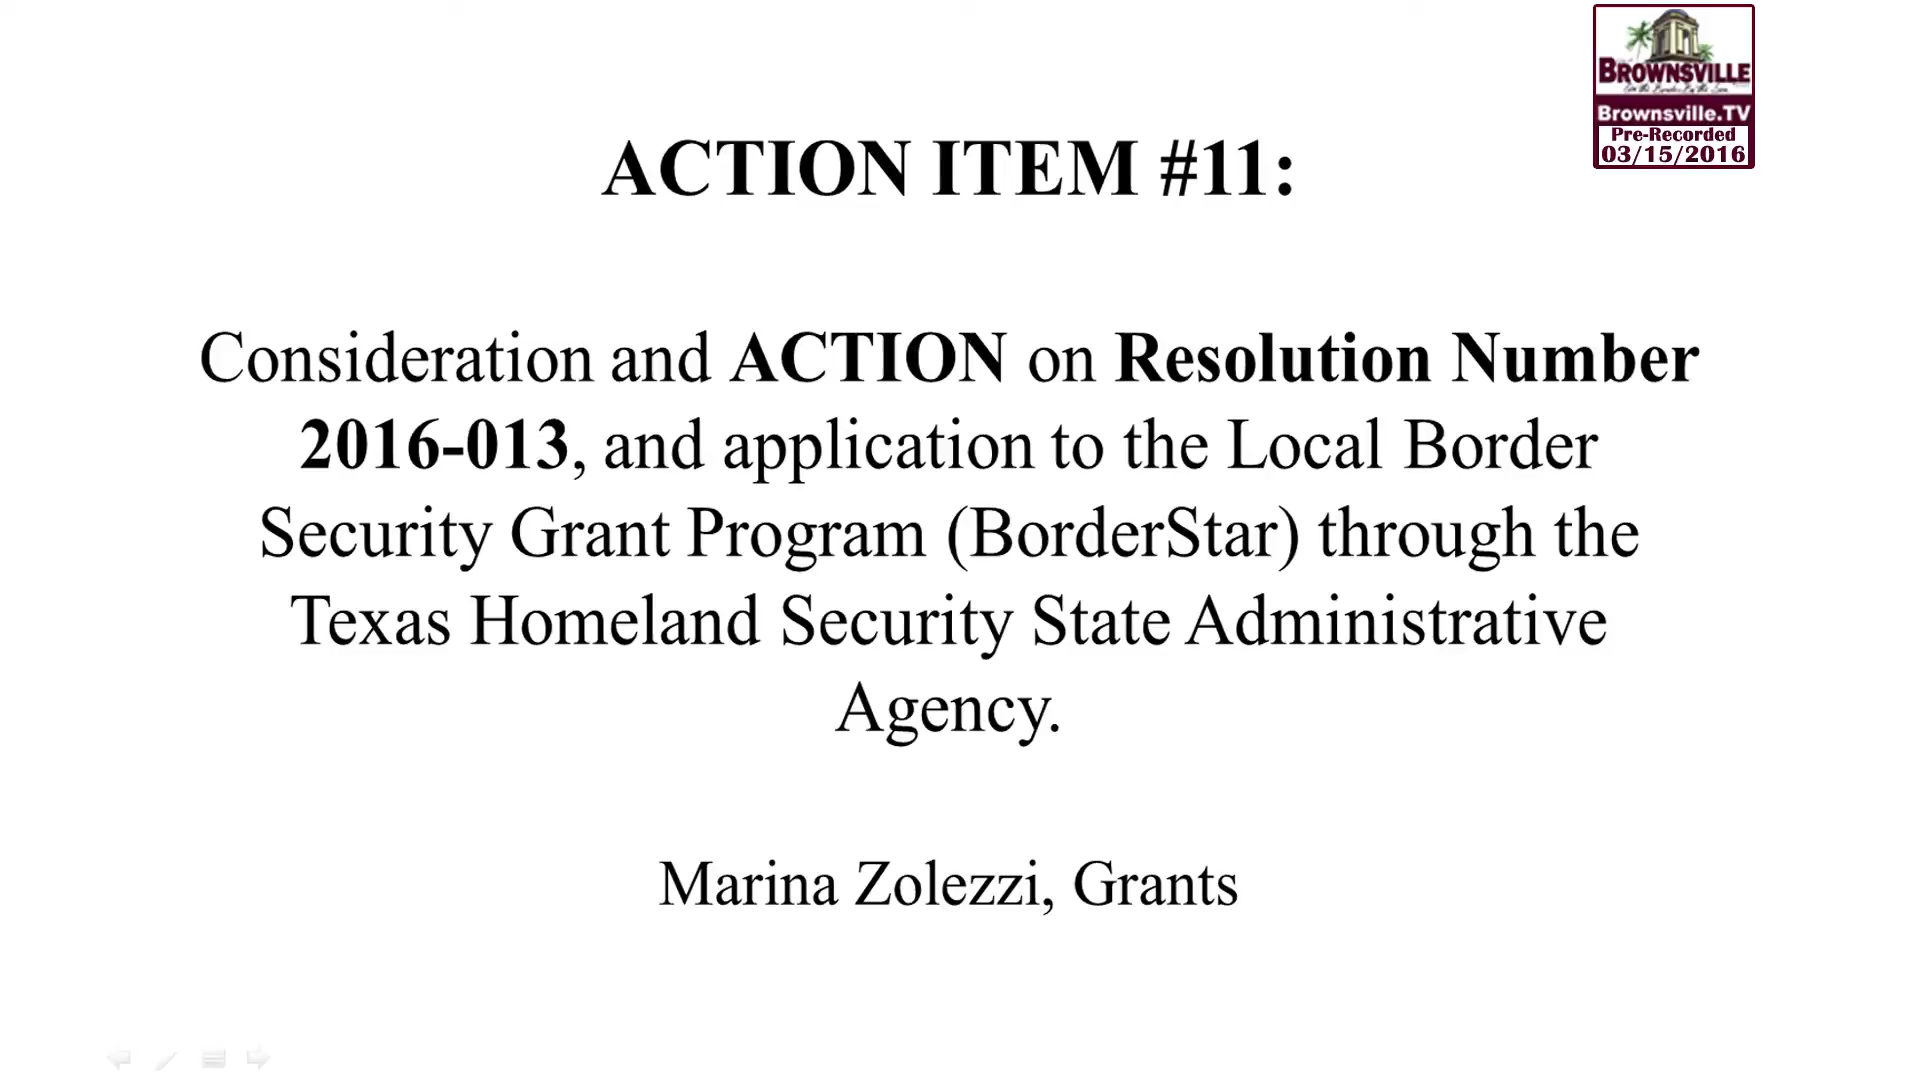 BROWNSVILLE
Brownsville.TV
Pre-Recorded
03/15/2016
ACTION ITEM #11:
Consideration and ACTION on Resolution Number
2016-013, and application to the Local Border
Security Grant Program (BorderStar) through the
Texas Homeland Security State Administrative
Agency.
Marina Zolezzi, Grants